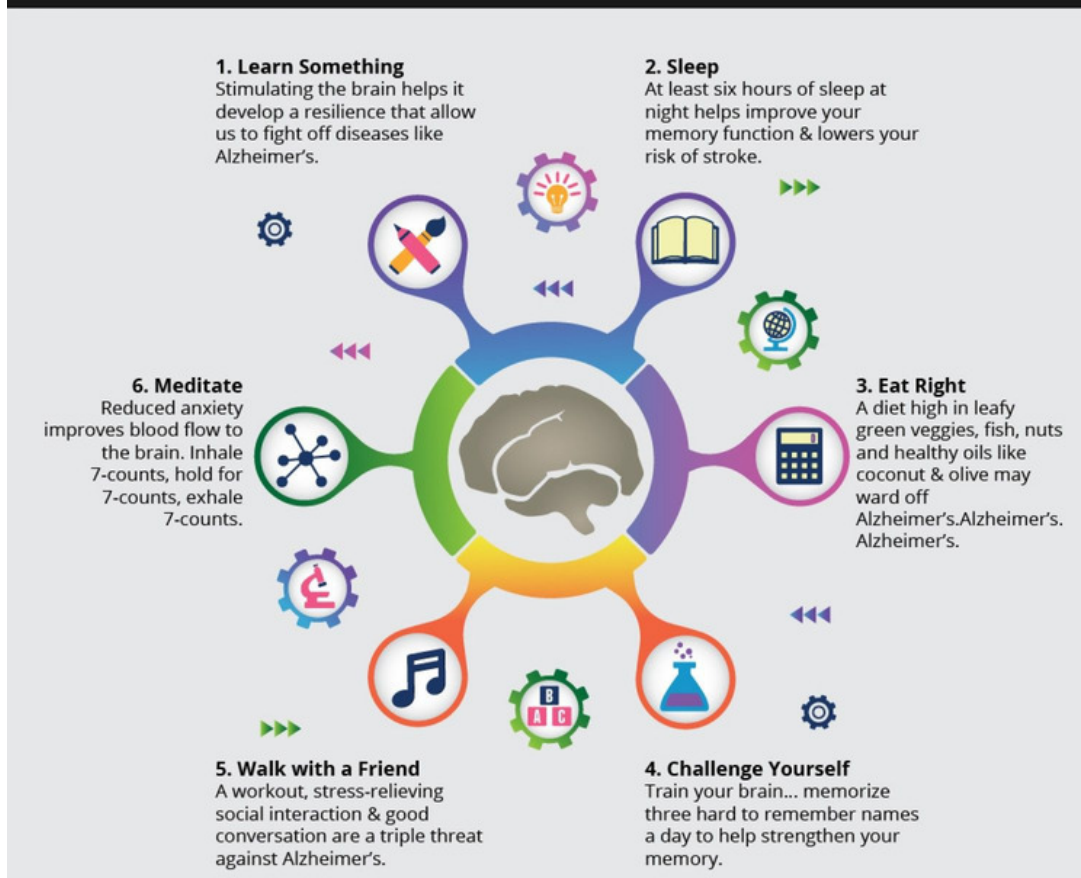 1. Learn Something
Stimulating the brain helps it
develop a resilience that allow
us to fight off diseases like
Alzheimer's.
2. Sleep
At least six hours of sleep at
night helps improve your
memory function & lowers your
risk of stroke.
3. Eat Right
A diet high in leafy
green veggies, fish, nuts
and healthy oils like
coconut & olive may
ward off
Alzheimer's.Alzheimer's.
Alzheimer's.
4. Challenge Yourself
Train your brain... memorize
three hard to remember names
a day to help strengthen your
memory.
5. Walk with a Friend
A workout, stress-relieving
social interaction & good
conversation are a triple threat
against Alzheimer's.
6. Meditate
Reduced anxiety
improves blood flow to
the brain. Inhale
7-counts, hold for
7-counts, exhale
7-counts.
B
A C